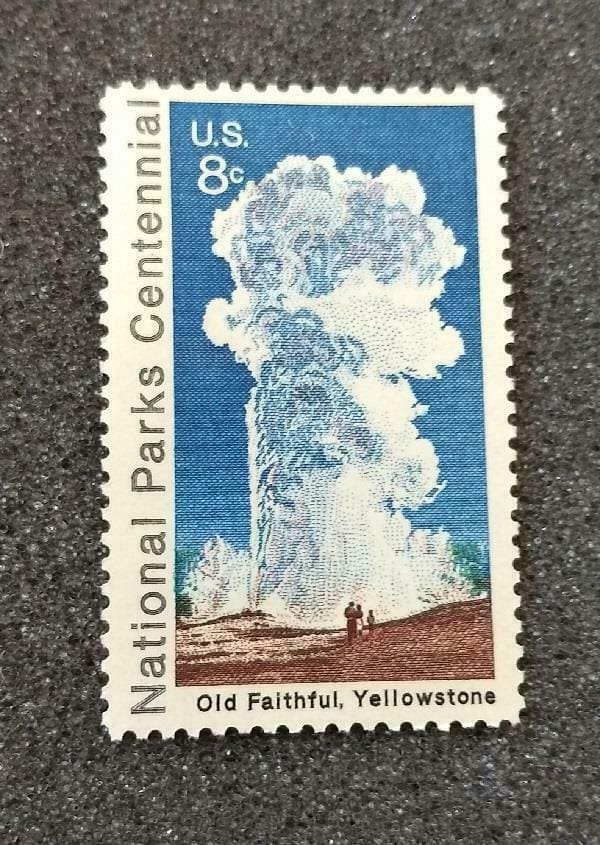 National Parks Centennial
U.S.
8c
Old Faithful, Yellowstone